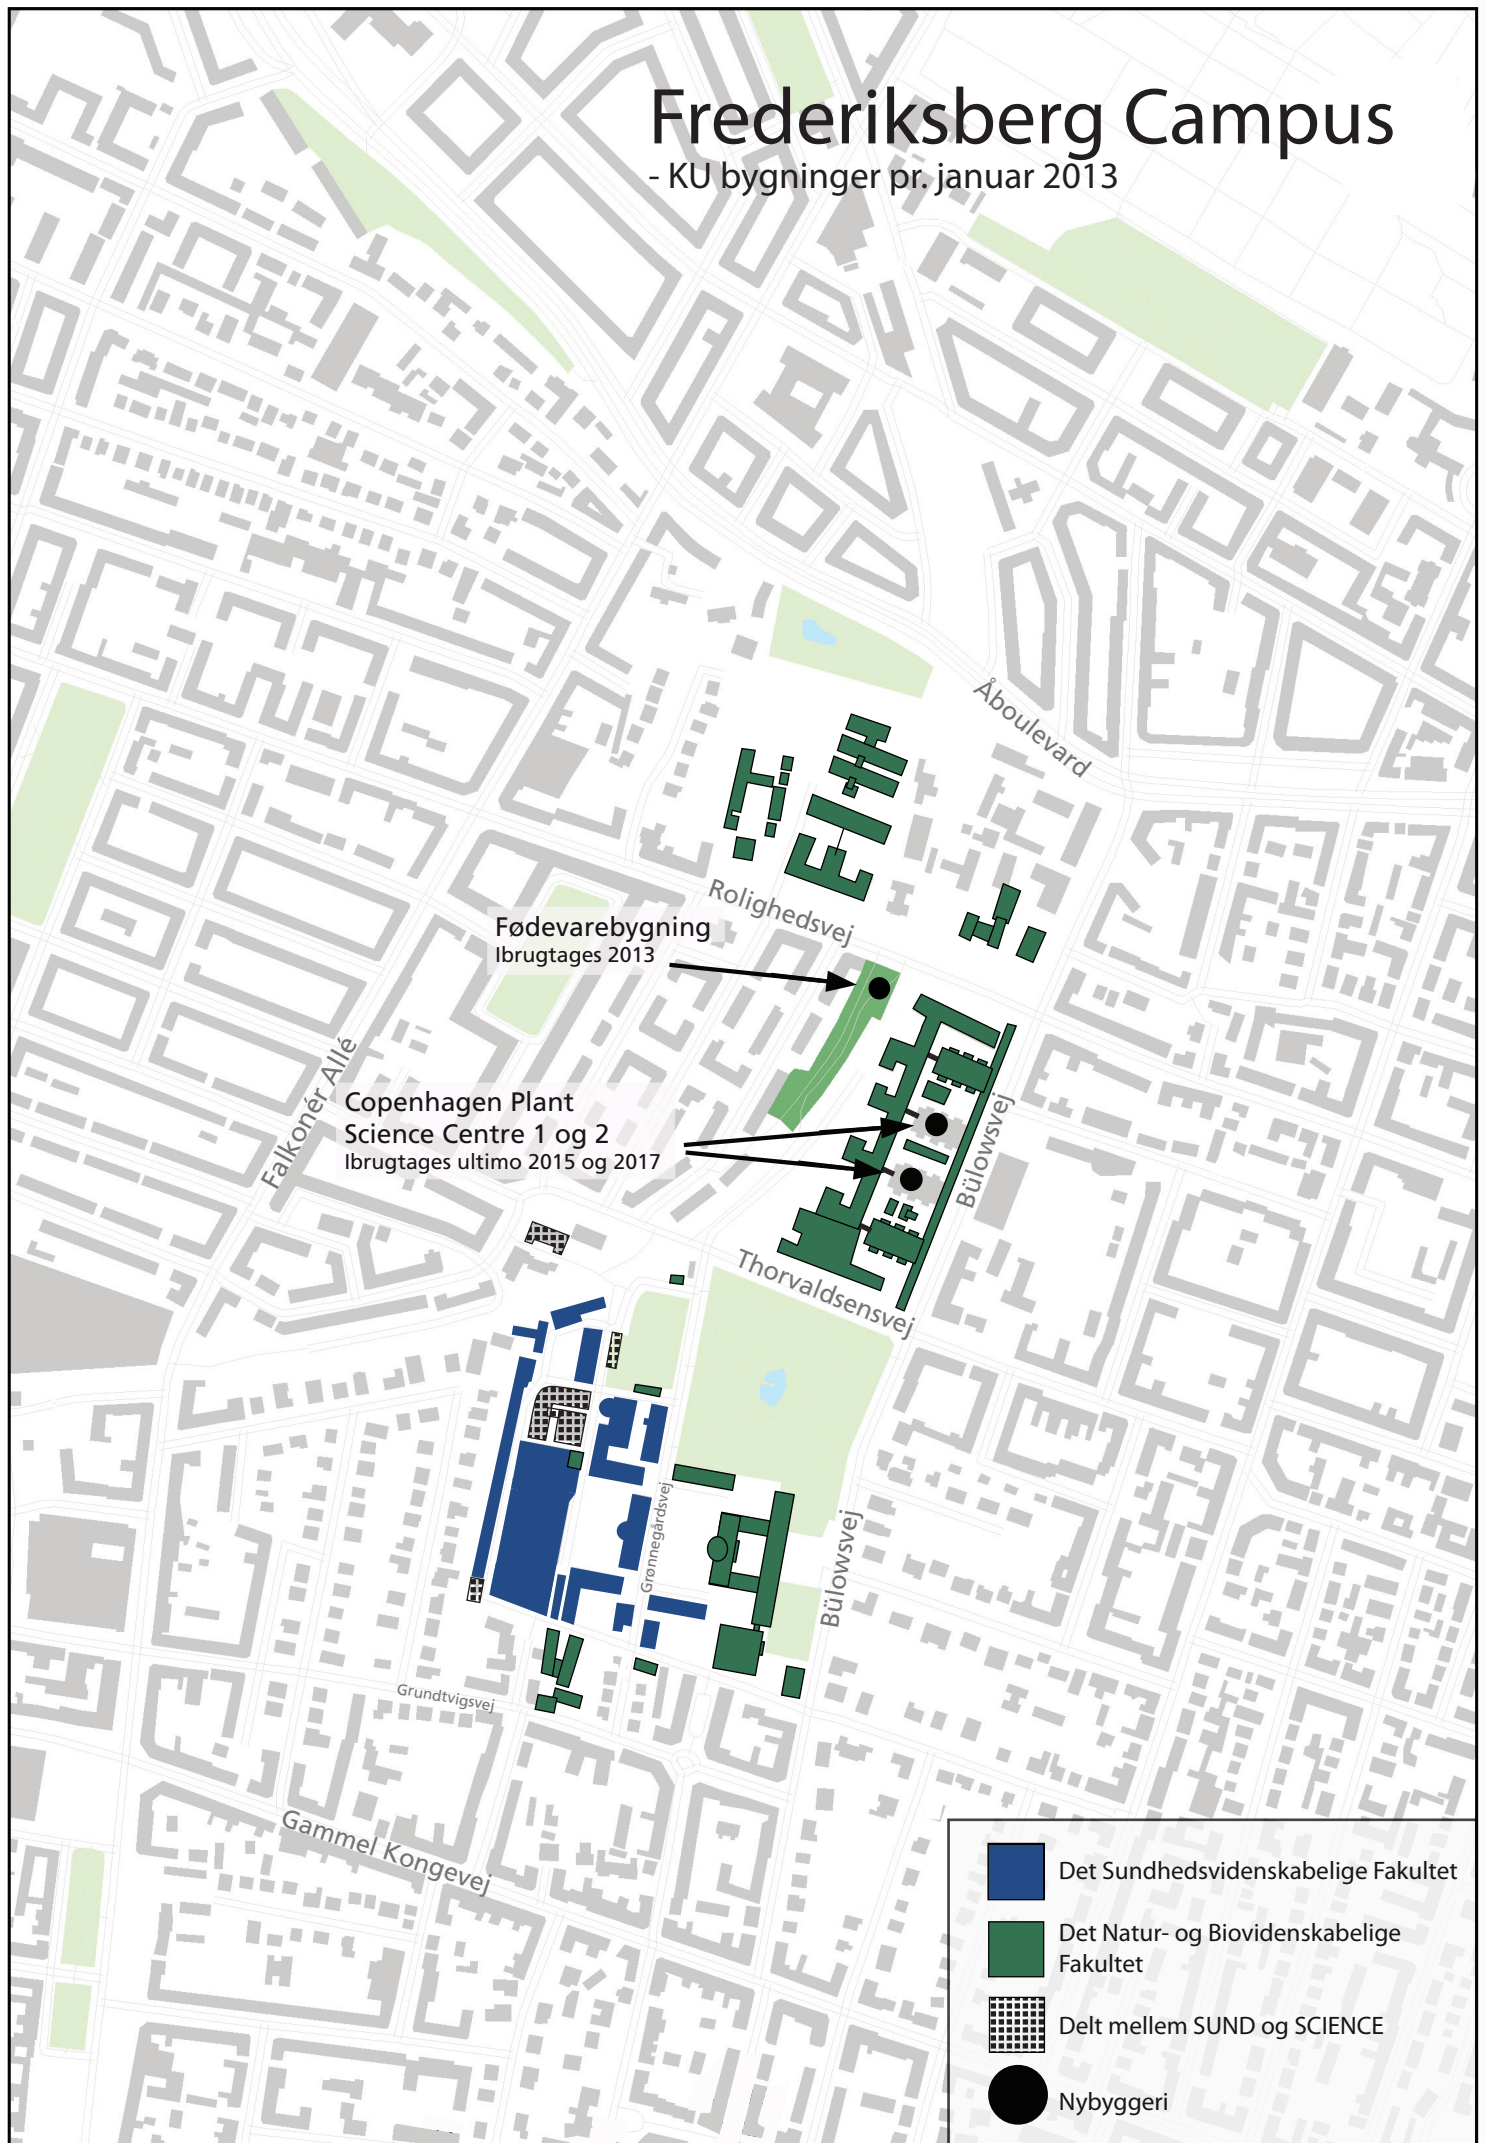 Frederiksberg Campus
- KU bygninger pr. januar 2013
Åboulevard
Rolighedsvej
Fødevarebygning
Ibrugtages 2013
Falkonér Allé
Copenhagen Plant
Science Centre 1 og 2
Ibrugtages ultimo 2015 og 2017
Bülowsvej
Thorvaldsensvej
Grønnegårdsvej
Bülowsvej
Grundtvigsvej
Gammel Kongevej
Det Sundhedsvidenskabelige Fakultet
Det Natur- og Biovidenskabelige
Fakultet
Delt mellem SUND og SCIENCE
Nybyggeri